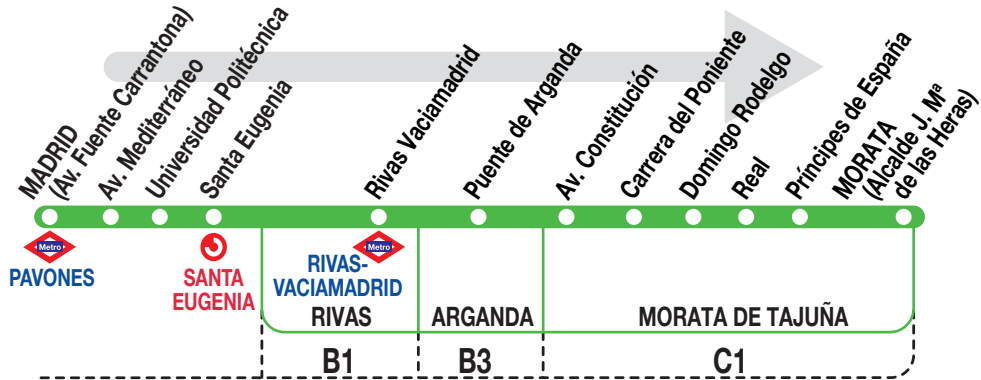 MADRID
(Av. Fuente Carrantona)
Av. Mediterráneo
Universidad Politécnica
Santa Eugenia
Rivas Vaciamadrid
Puente de Arganda
Av. Constitución
Carrera del Poniente
Domingo Rodelgo
Real
Príncipes de España
MORATA
(Alcalde J. Mª
de las Heras)
Metro
PAVONES
SANTA
EUGENIA
Metro
RIVAS-
VACIAMADRID
RIVAS
ARGANDA
MORATA DE TAJUÑA
B1
B3
C1